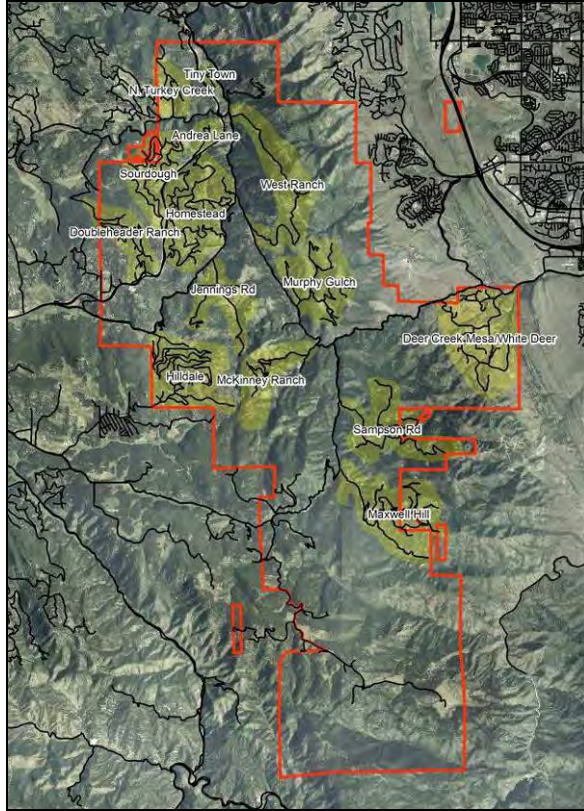 Tiny Town
N. Turkey Creek
Andrea Lane
Sourdough
West Ranch
Homestead
Doubleheader Ranch
Murphy Gulch
Jennings Rd
Deer Creek Mesa/White Deer
Hilldale
McKinney Ranch
Sampson Rd
Maxwell Hill